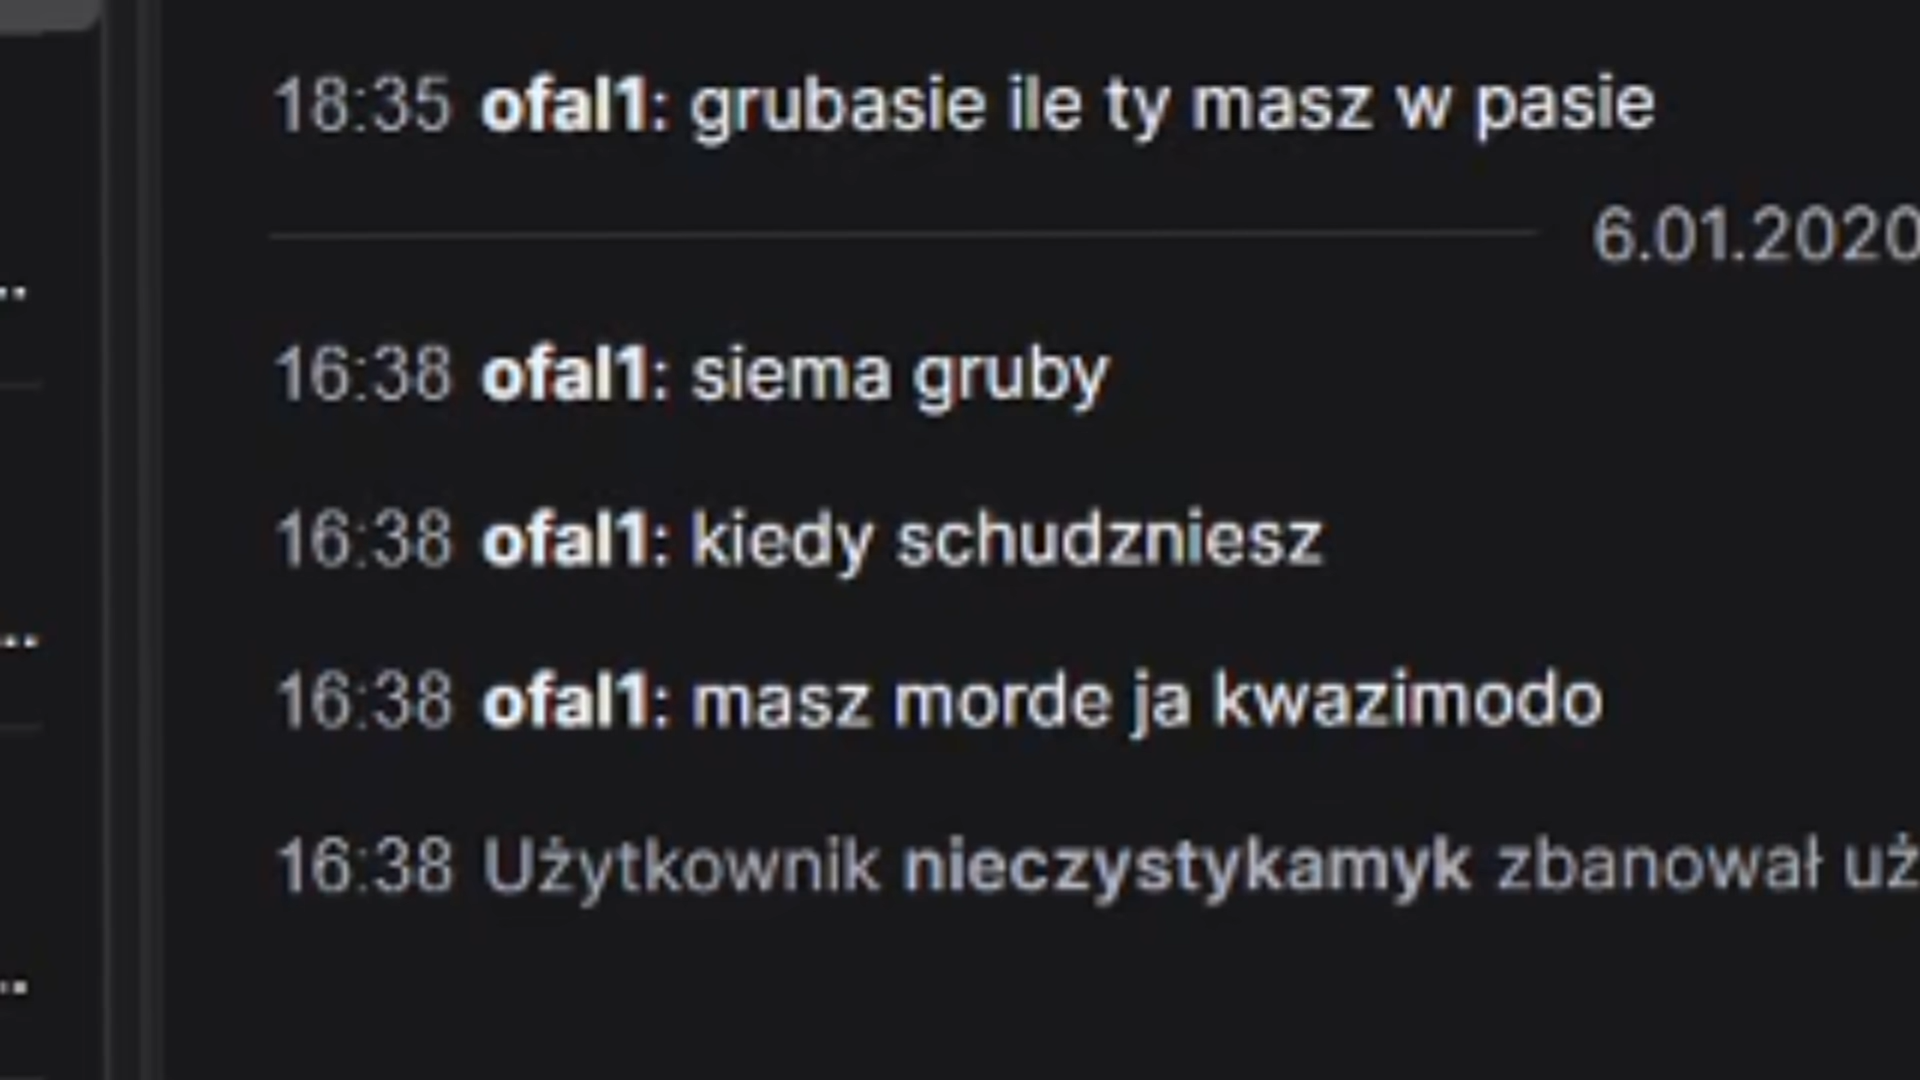 18:35 ofal1: grubasie ile ty masz w pasie
6.01.2020
16:38 ofal1: siema gruby
16:38 ofal1: kiedy schudzniesz
16:38 ofal1: masz morde ja kwazimodo
16:38 Użytkownik nieczystykamyk zbanował uż